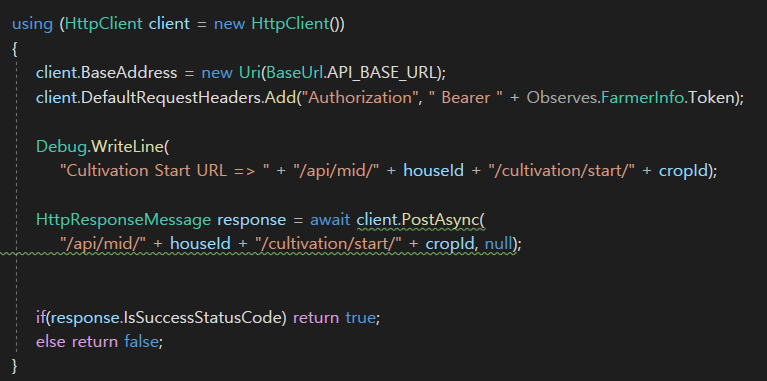 using (HttpClient client = new HttpClient())
{
client.BaseAddress = new Uri(BaseUrl.API_BASE_URL);
client.DefaultRequestHeaders.Add("Authorization", " Bearer " + Observes.FarmerInfo.Token);
Debug.WriteLine(
"Cultivation Start URL => " + "/api/mid/" + houseId + "/cultivation/start/" + cropId);
HttpResponseMessage response = await client.PostAsync(
"/api/mid/" + houseId + "/cultivation/start/" + cropId, null);
if(response.IsSuccessStatusCode) return true;
else return false;
}